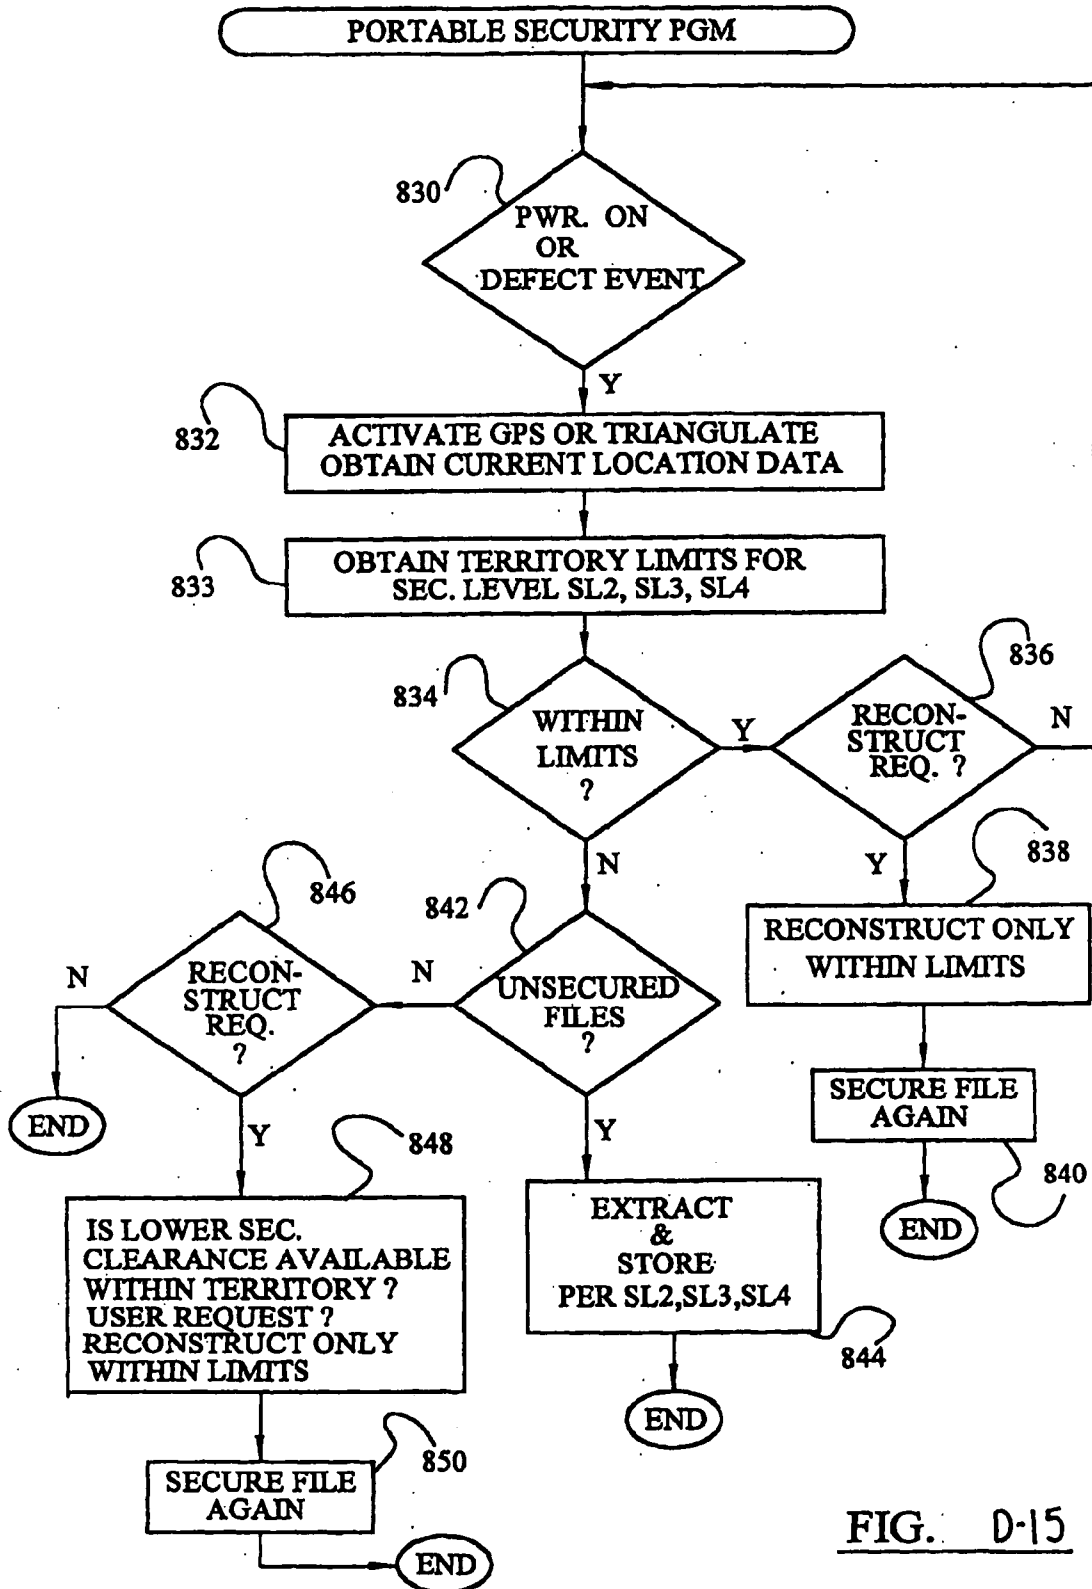 PORTABLE SECURITY PGM
830
PWR. ON
OR
DEFECT EVENT
Y
832
ACTIVATE GPS OR TRIANGULATE
OBTAIN CURRENT LOCATION DATA
833
OBTAIN TERRITORY LIMITS FOR
SEC. LEVEL SL2, SL3, SL4
834
WITHIN
LIMITS
?
Y
836
RECON-
STRUCT
REQ. ?
N
N
Y
838
RECONSTRUCT ONLY
WITHIN LIMITS
846
842
RECON-
STRUCT
REQ.
?
N
N
UNSECURED
FILES
?
SECURE FILE
AGAIN
840
END
END
Y
Y
848
IS LOWER SEC.
CLEARANCE AVAILABLE
WITHIN TERRITORY ?
USER REQUEST ?
RECONSTRUCT ONLY
WITHIN LIMITS
EXTRACT
&
STORE
PER SL2,SL3,SL4
844
END
850
SECURE FILE
AGAIN
END
FIG. D-15